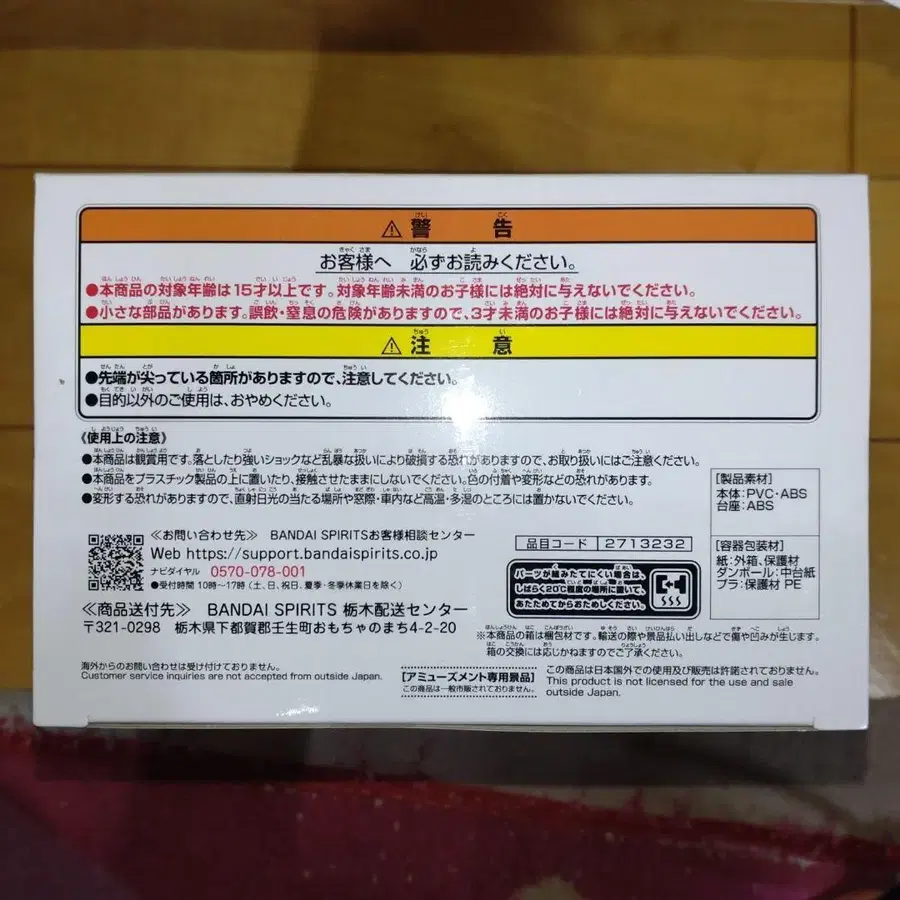 ⚠警告
お客様へ 必ずお読みください。
●本商品の対象年齢は15才以上です。対象年齢未満のお子様には絶対に与えないでください。
●小さな部品があります。誤飲・窒息の危険がありますので、3才未満のお子様には絶対に与えないでください。
⚠注意
●先端が尖っている箇所がありますので、注意してください。
●目的以外のご使用は、おやめください。
《使用上の注意》
●本商品は観賞用です。落としたり強いショックなど乱暴な扱いにより破損する恐れがありますので、お取り扱いにはご注意ください。
●本商品をプラスチック製品の上に置いたり、接触させたままにしないでください。色の付着や変形などの恐れがあります。
●変形する恐れがありますので、直射日光の当たる場所や窓際・車内など高温・多湿のところには置かないでください。
[製品素材]
本体:PVC・ABS
台座:ABS
[容器包装材]
紙:外箱、保護材
ダンボール:中台紙
プラ:保護材 PE
≪お問い合わせ先≫ BANDAI SPIRITSお客様相談センター
Web https://support.bandaispirits.co.jp
ナビダイヤル 0570-078-001
●受付時間 10時〜17時(土、日、祝日、夏季・冬季休業日を除く)
≪商品送付先≫ BANDAI SPIRITS 栃木配送センター
〒321-0298 栃木県下都賀郡壬生町おもちゃのまち4-2-20
品目コード 2713232
パーツが組みたてにくい場合は、
しばらく20℃程度の場所に置いて、
あたためてからおためしください。
※本商品の箱は梱包材です。輸送の際や景品払い出しなどで傷や凹みが生じます。
箱の交換には応じかねますのでご了承ください。
海外からのお問い合わせは受け付けておりません。
Customer service inquiries are not accepted from outside Japan.
[アミューズメント専用景品]
この商品は一般市販されておりません。
この商品は日本国外での使用及び販売は許諾されておりません。
This product is not licensed for the use and sale
outside Japan.